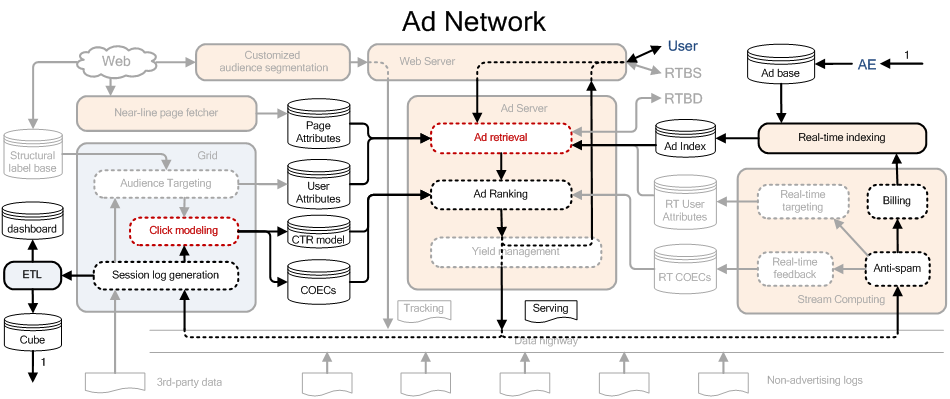 Ad Network
Web
Customized
audience segmentation
Web Server
User
RTBS
Ad base
AE
1
Near-line page fetcher
Page
Attributes
Ad Server
RTBD
Ad retrieval
Ad Index
Real-time indexing
Structural
label base
Grid
Audience Targeting
User
Attributes
Ad Ranking
RT User
Attributes
Real-time
targeting
Billing
dashboard
Click modeling
CTR model
Yield management
ETL
Session log generation
COECs
RT COECs
Real-time
feedback
Anti-spam
Stream Computing
Cube
Tracking
Serving
Data highway
1
3rd-party data
Non-advertising logs